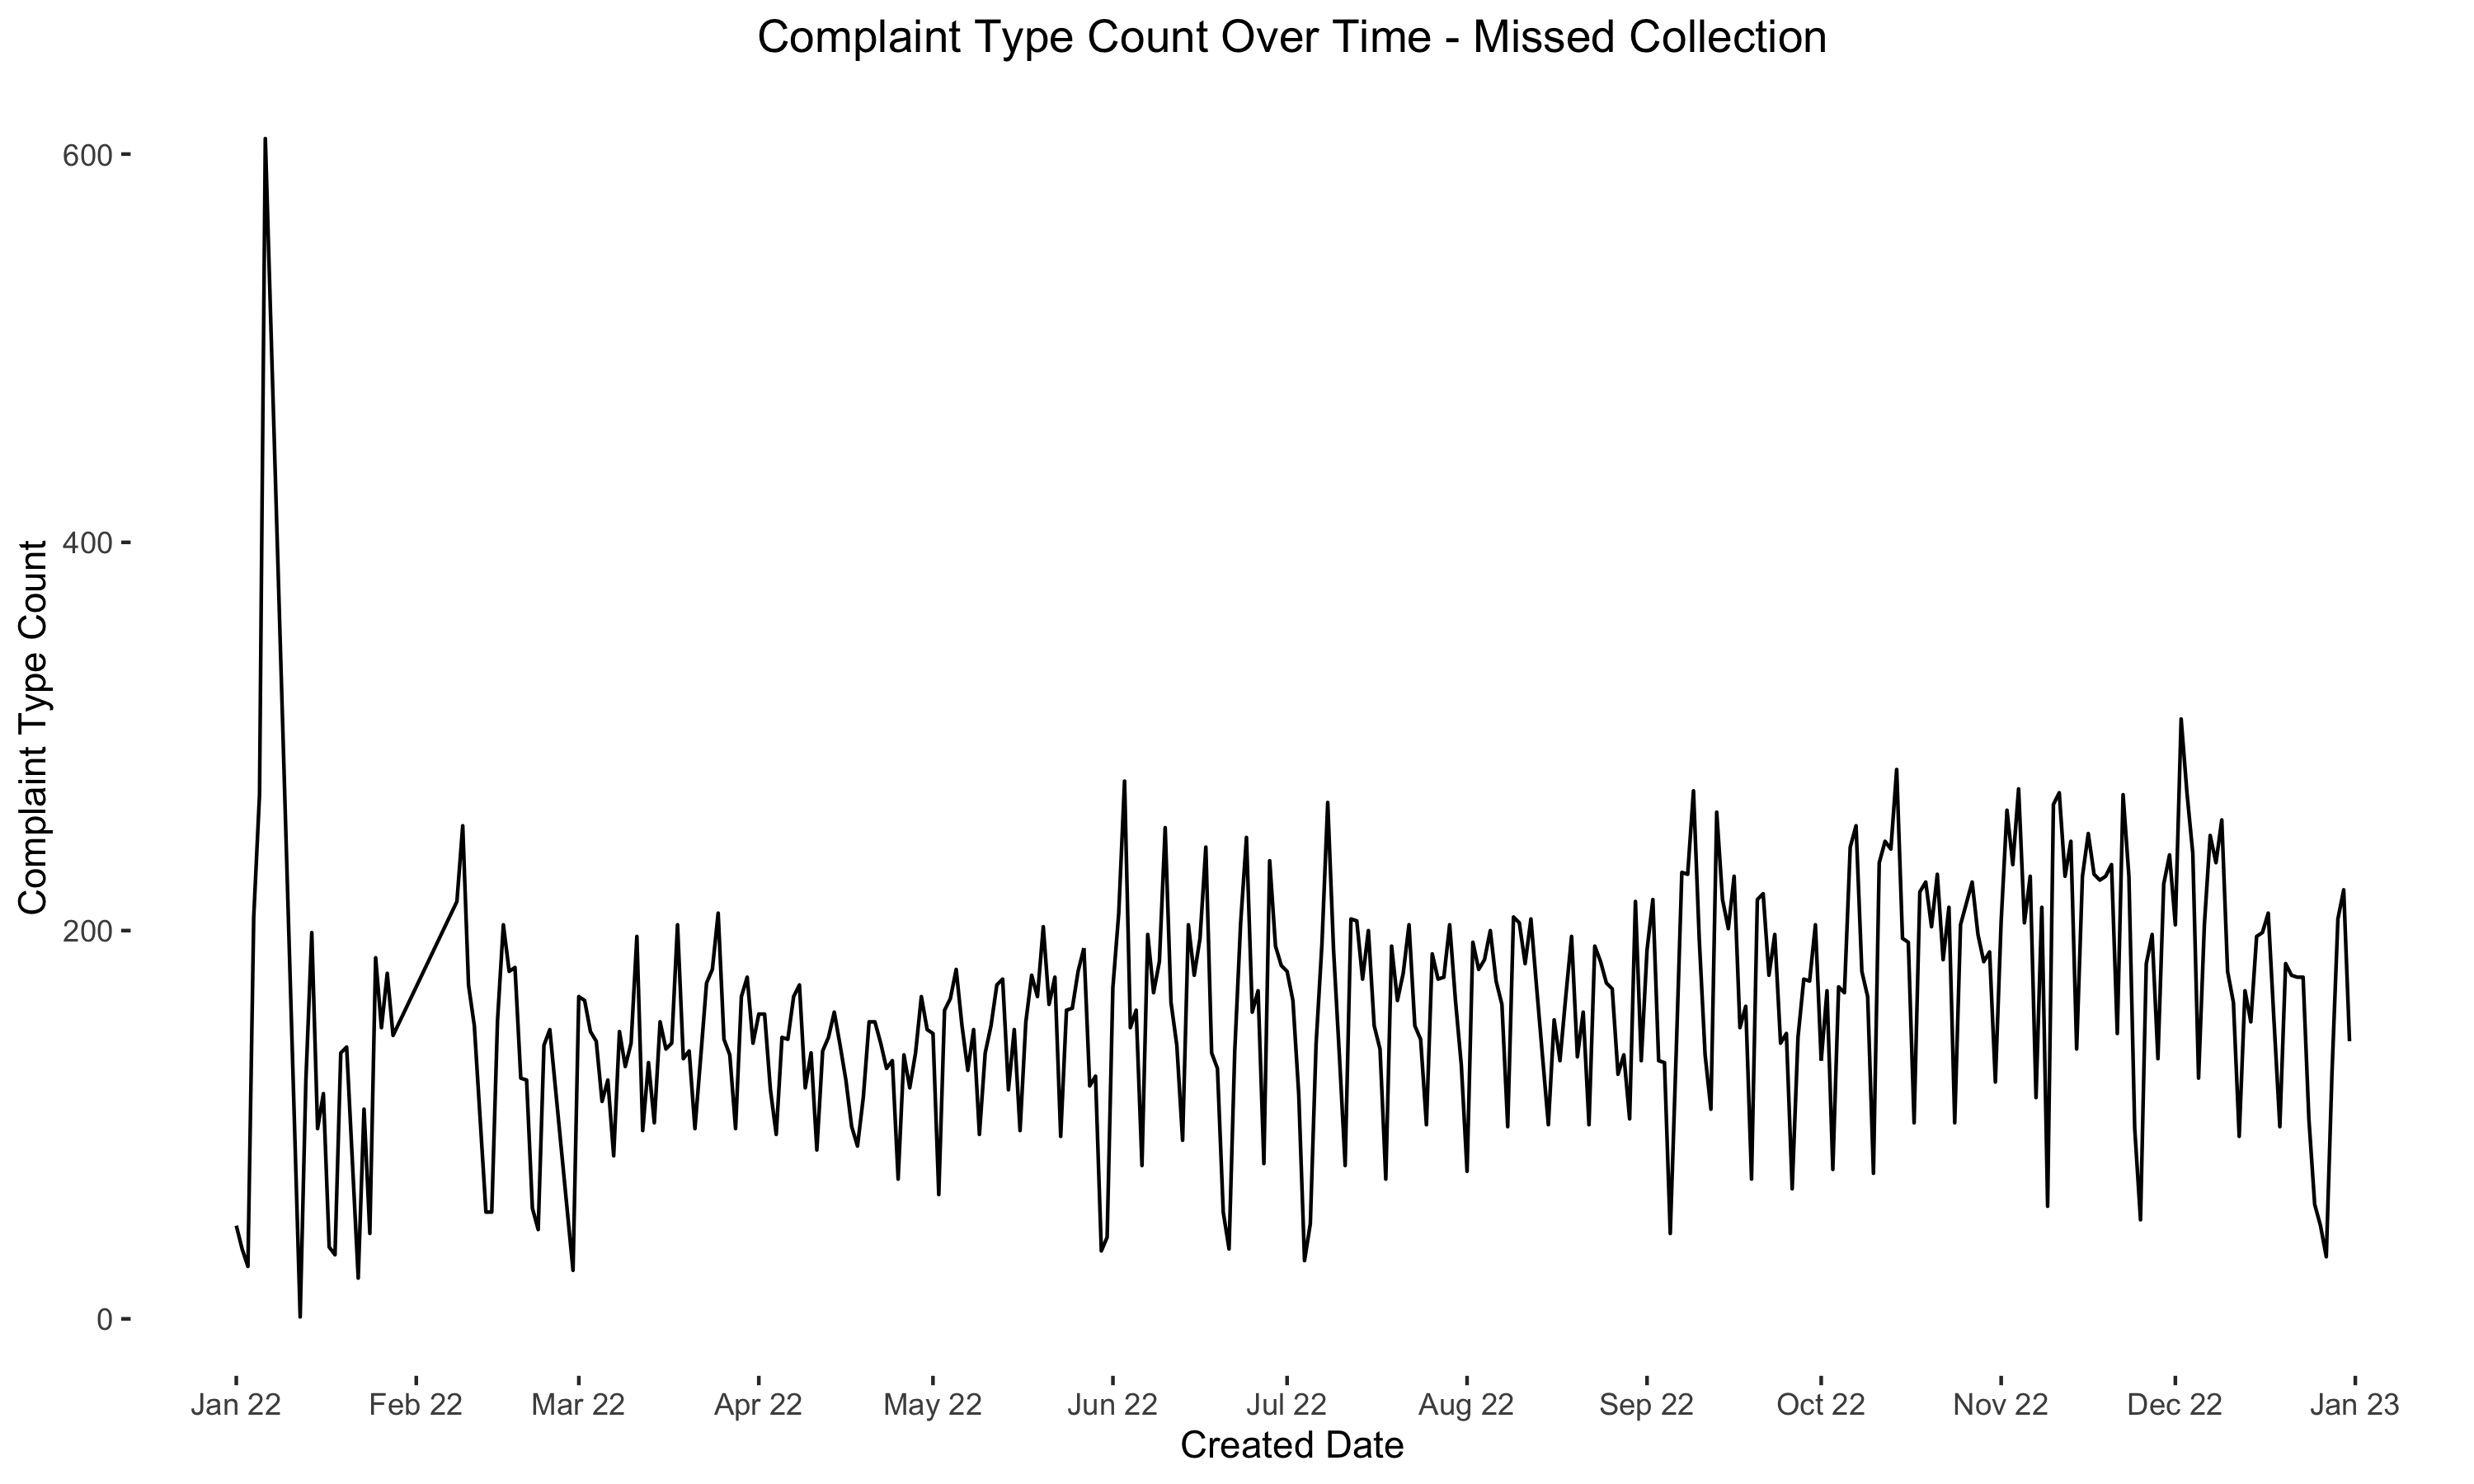 Complaint Type Count Over Time - Missed Collection
Complaint Type Count
600
400
200
0
Jan 22 Feb 22 Mar 22 Apr 22 May 22 Jun 22 Jul 22 Aug 22 Sep 22 Oct 22 Nov 22 Dec 22 Jan 23
Created Date